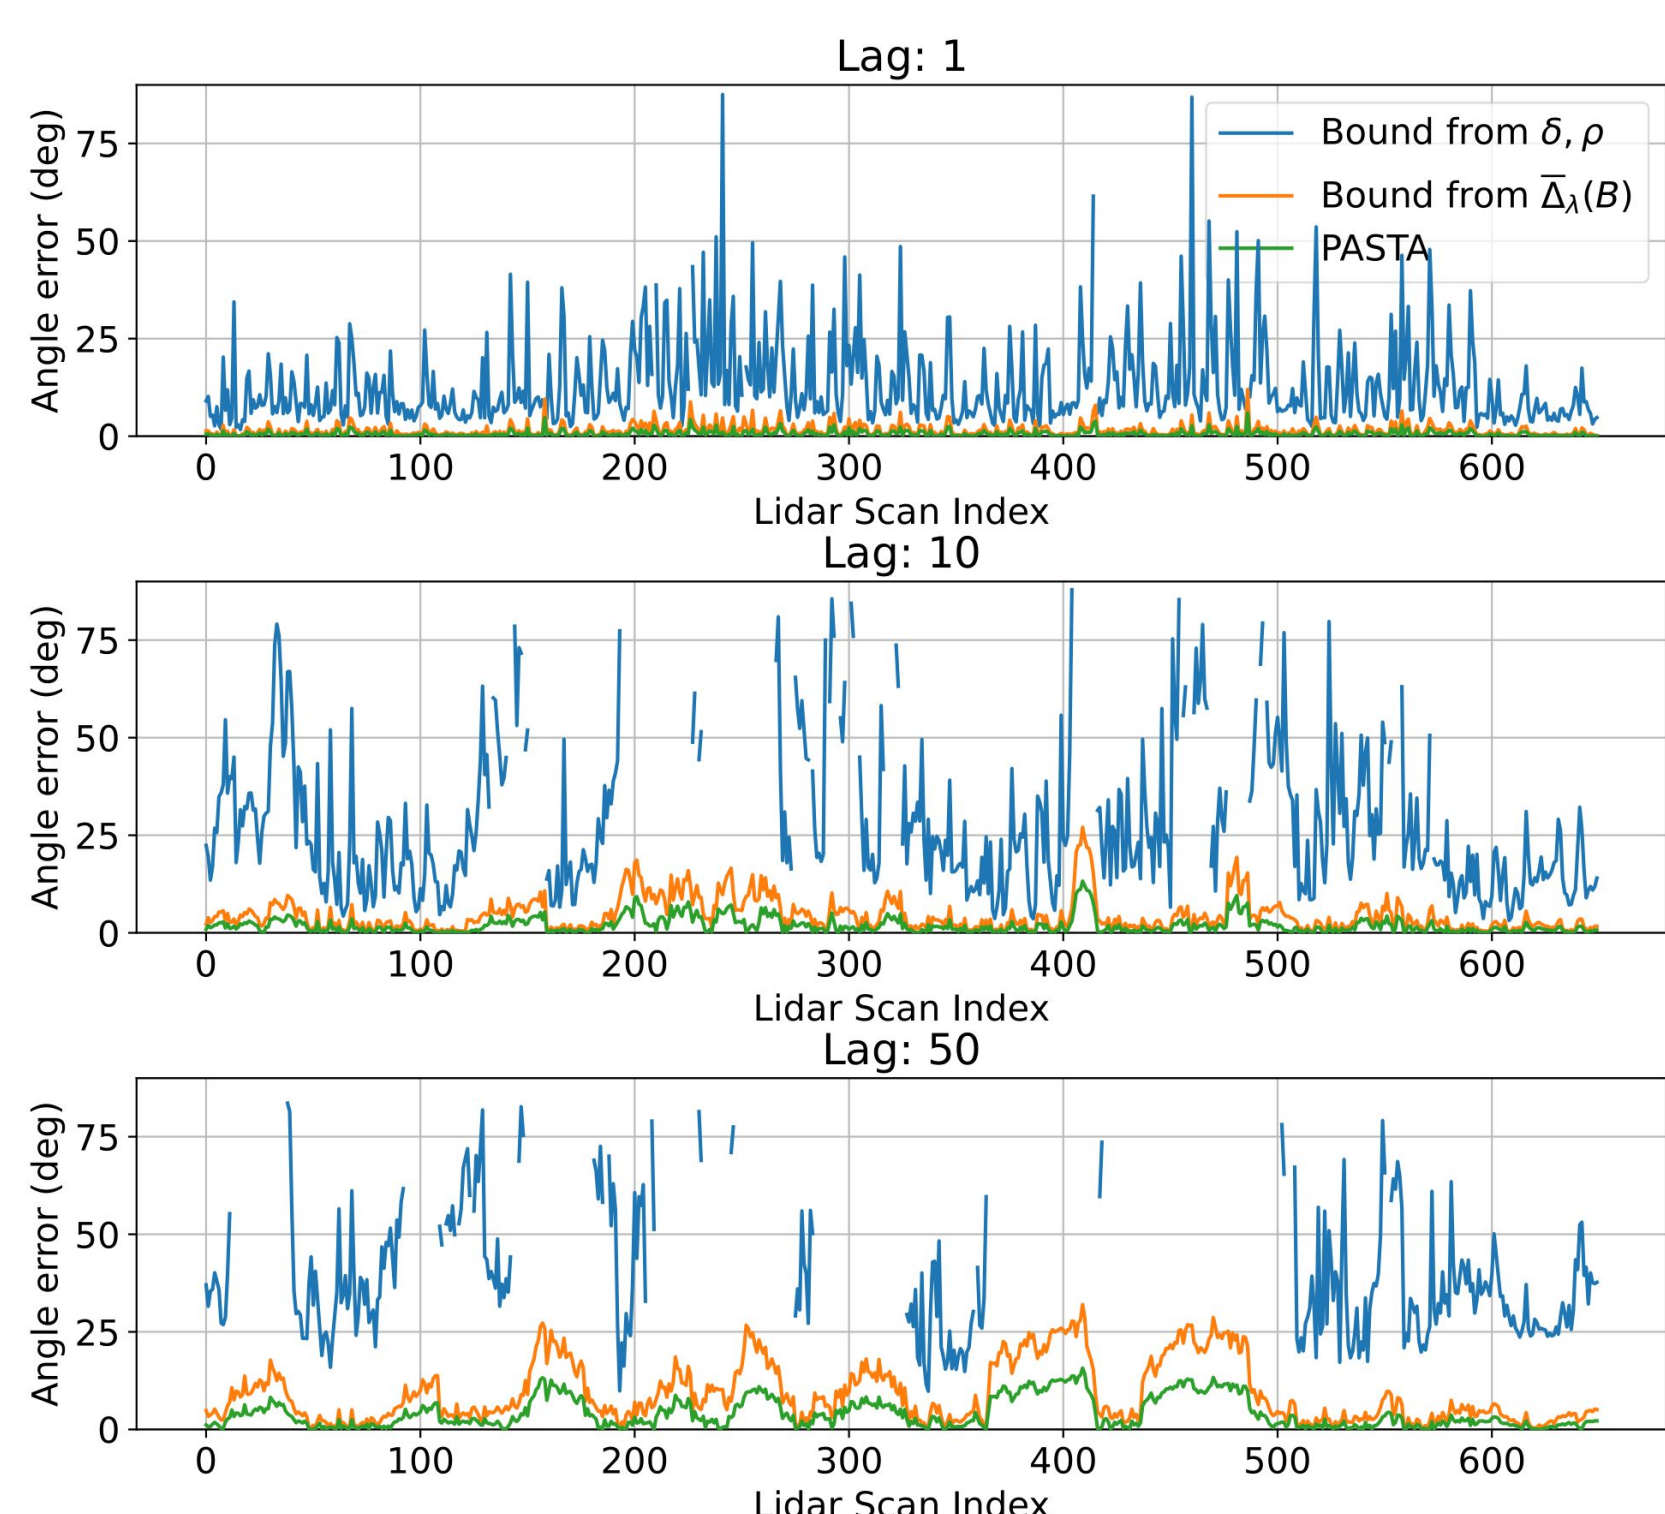 Lag: 1
Angle error (deg)
75
50
25
0
Bound from δ, ρ
Bound from Δ̅λ(B)
PASTA
0 100 200 300 400 500 600
Lidar Scan Index
Lag: 10
Angle error (deg)
75
50
25
0
0 100 200 300 400 500 600
Lidar Scan Index
Lag: 50
Angle error (deg)
75
50
25
0
0 100 200 300 400 500 600
Lidar Scan Index